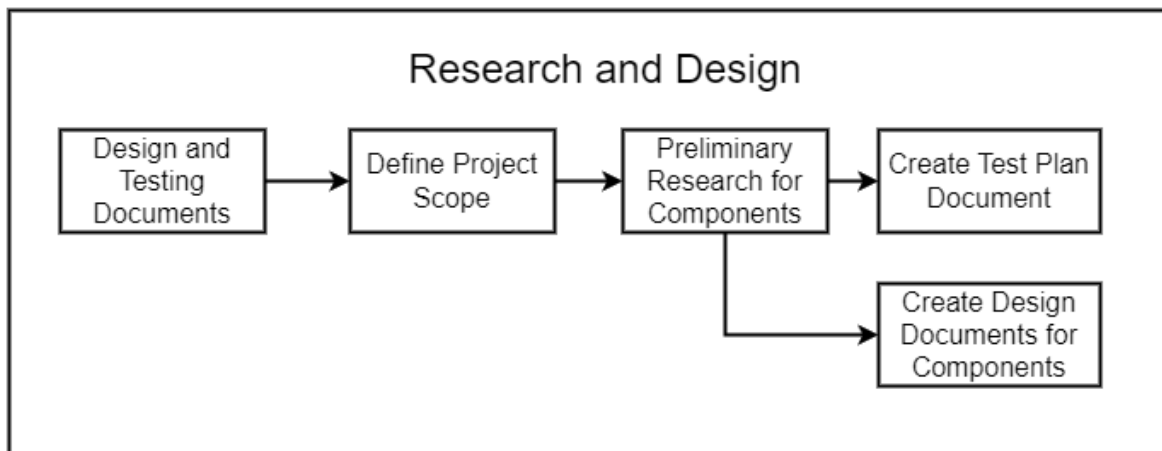 Research and Design
Design and
Testing
Documents
Define Project
Scope
Preliminary
Research for
Components
Create Test Plan
Document
Create Design
Documents for
Components